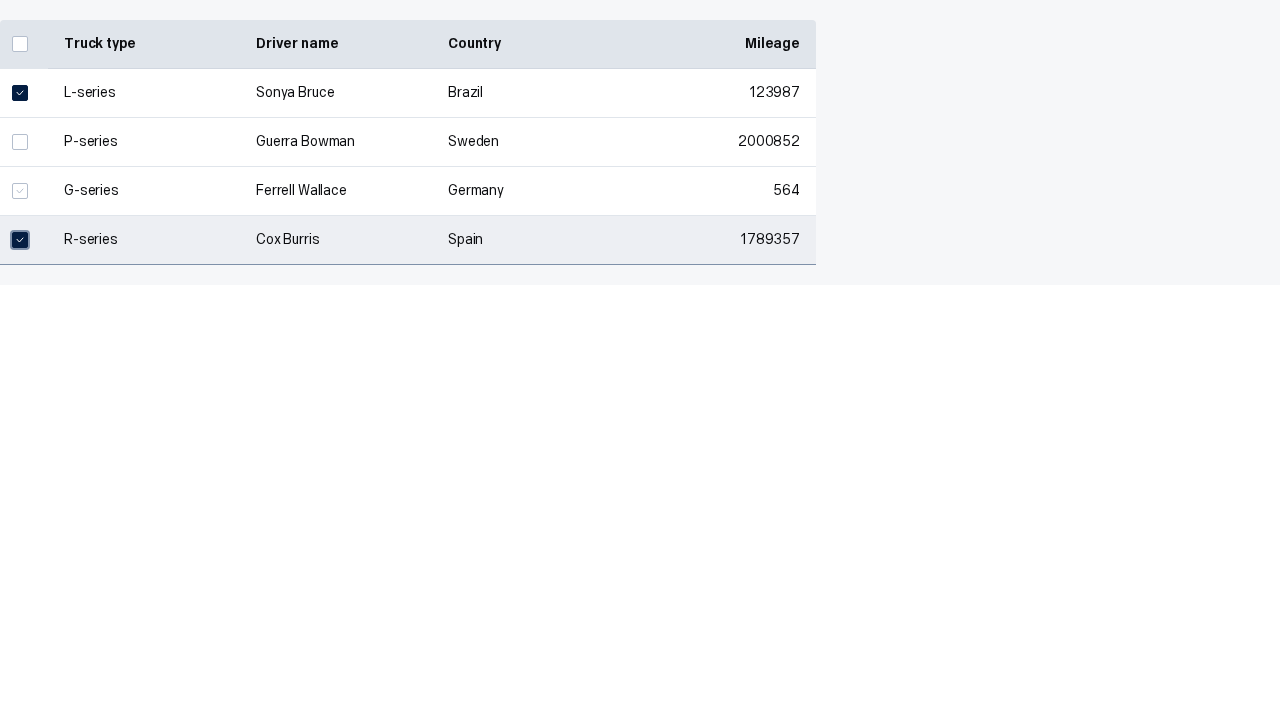 Truck type Driver name Country Mileage
L-series Sonya Bruce Brazil 123987
P-series Guerra Bowman Sweden 2000852
G-series Ferrell Wallace Germany 564
R-series Cox Burris Spain 1789357